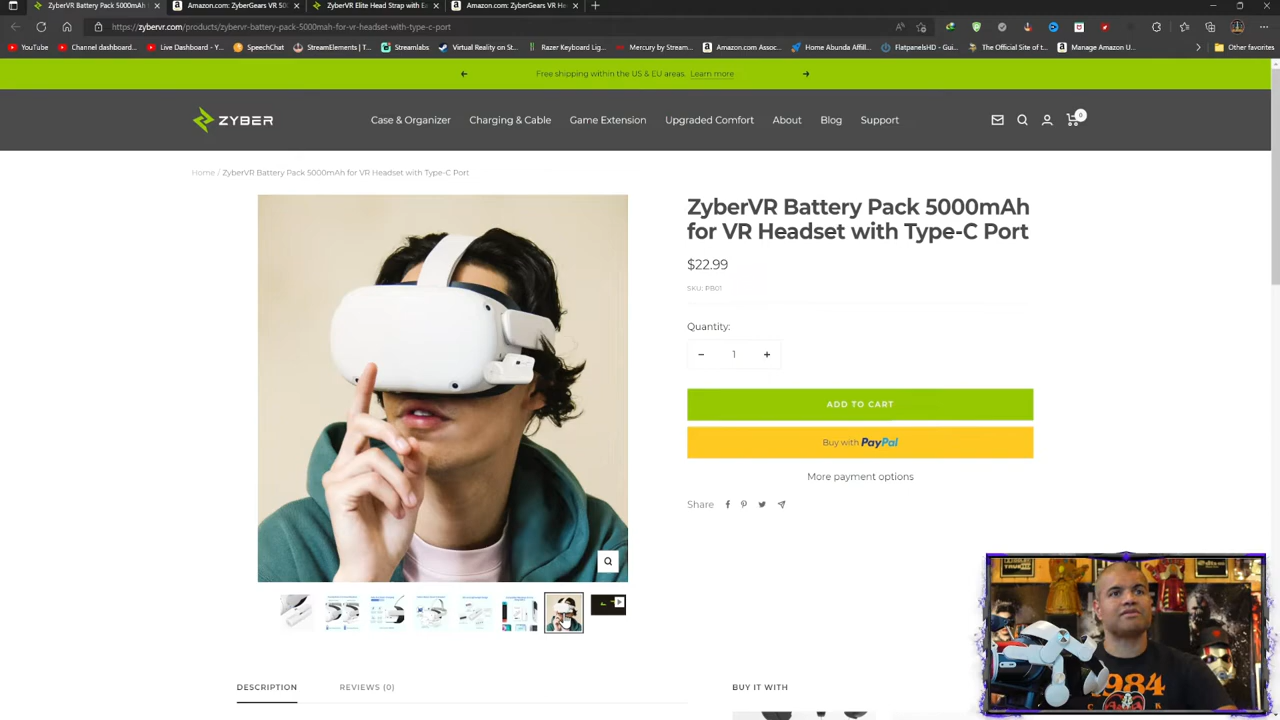 ZyberVR Battery Pack 5000mAh
Amazon.com: ZyberGears VR 50
ZyberVR Elite Head Strap with Ea
Amazon.com: ZyberGears VR He
https://zybervr.com/products/zybervr-battery-pack-5000mah-for-vr-headset-with-type-c-port
YouTube
Channel dashboard...
Live Dashboard - Y...
SpeechChat
StreamElements | T...
Streamlabs
Virtual Reality on St...
Razer Keyboard Lig...
Mercury by Stream...
Amazon.com Assoc...
Home Abunda Affil...
FlatpanelsHD - Gui...
The Official Site of t...
Manage Amazon U...
Other favorites
Free shipping within the US & EU areas. Learn more
ZYBER
Case & Organizer
Charging & Cable
Game Extension
Upgraded Comfort
About
Blog
Support
0
Home / ZyberVR Battery Pack 5000mAh for VR Headset with Type-C Port
ZyberVR Battery Pack 5000mAh
for VR Headset with Type-C Port
$22.99
SKU: PB01
Quantity:
− 1 +
ADD TO CART
Buy with PayPal
More payment options
Share
DESCRIPTION
REVIEWS (0)
BUY IT WITH
1984